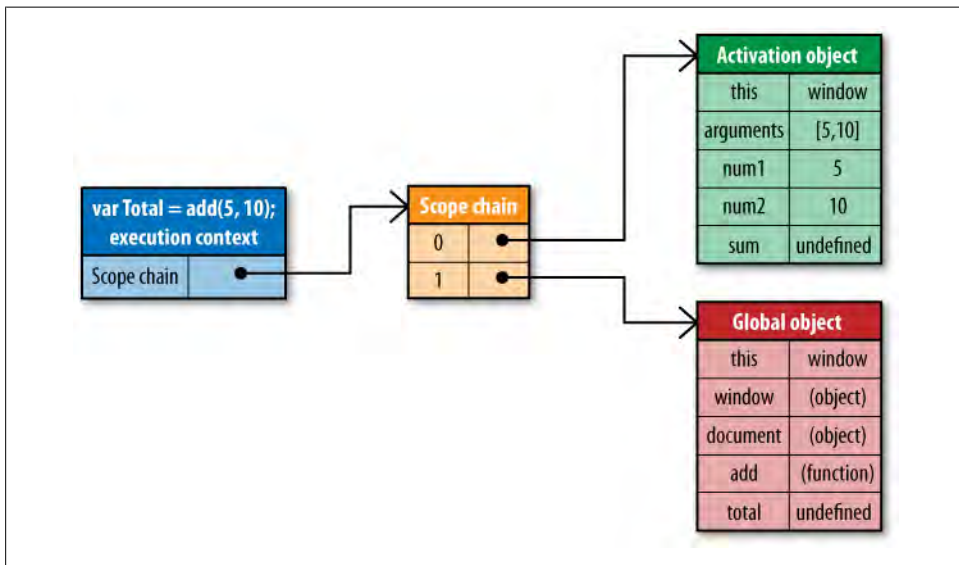 var Total = add(5, 10);
execution context
Scope chain
Scope chain
0
1
Activation object
this window
arguments [5,10]
num1 5
num2 10
sum undefined
Global object
this window
window (object)
document (object)
add (function)
total undefined